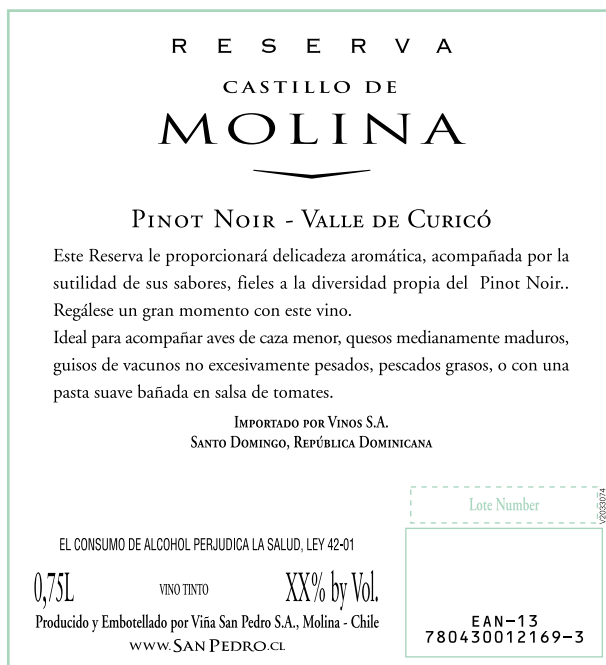 RESERVA
CASTILLO DE
MOLINA
PINOT NOIR - VALLE DE CURICÓ
Este Reserva le proporcionará delicadeza aromática, acompañada por la
sutilidad de sus sabores, fieles a la diversidad propia del Pinot Noir..
Regálese un gran momento con este vino.
Ideal para acompañar aves de caza menor, quesos medianamente maduros,
guisos de vacunos no excesivamente pesados, pescados grasos, o con una
pasta suave bañada en salsa de tomates.
IMPORTADO POR VINOS S.A.
SANTO DOMINGO, REPÚBLICA DOMINICANA
Lote Number
V2033074
EL CONSUMO DE ALCOHOL PERJUDICA LA SALUD, LEY 42-01
0,75L VINO TINTO XX% by Vol.
Producido y Embotellado por Viña San Pedro S.A., Molina - Chile
WWW.SANPEDRO.CL
EAN-13
780430012169-3